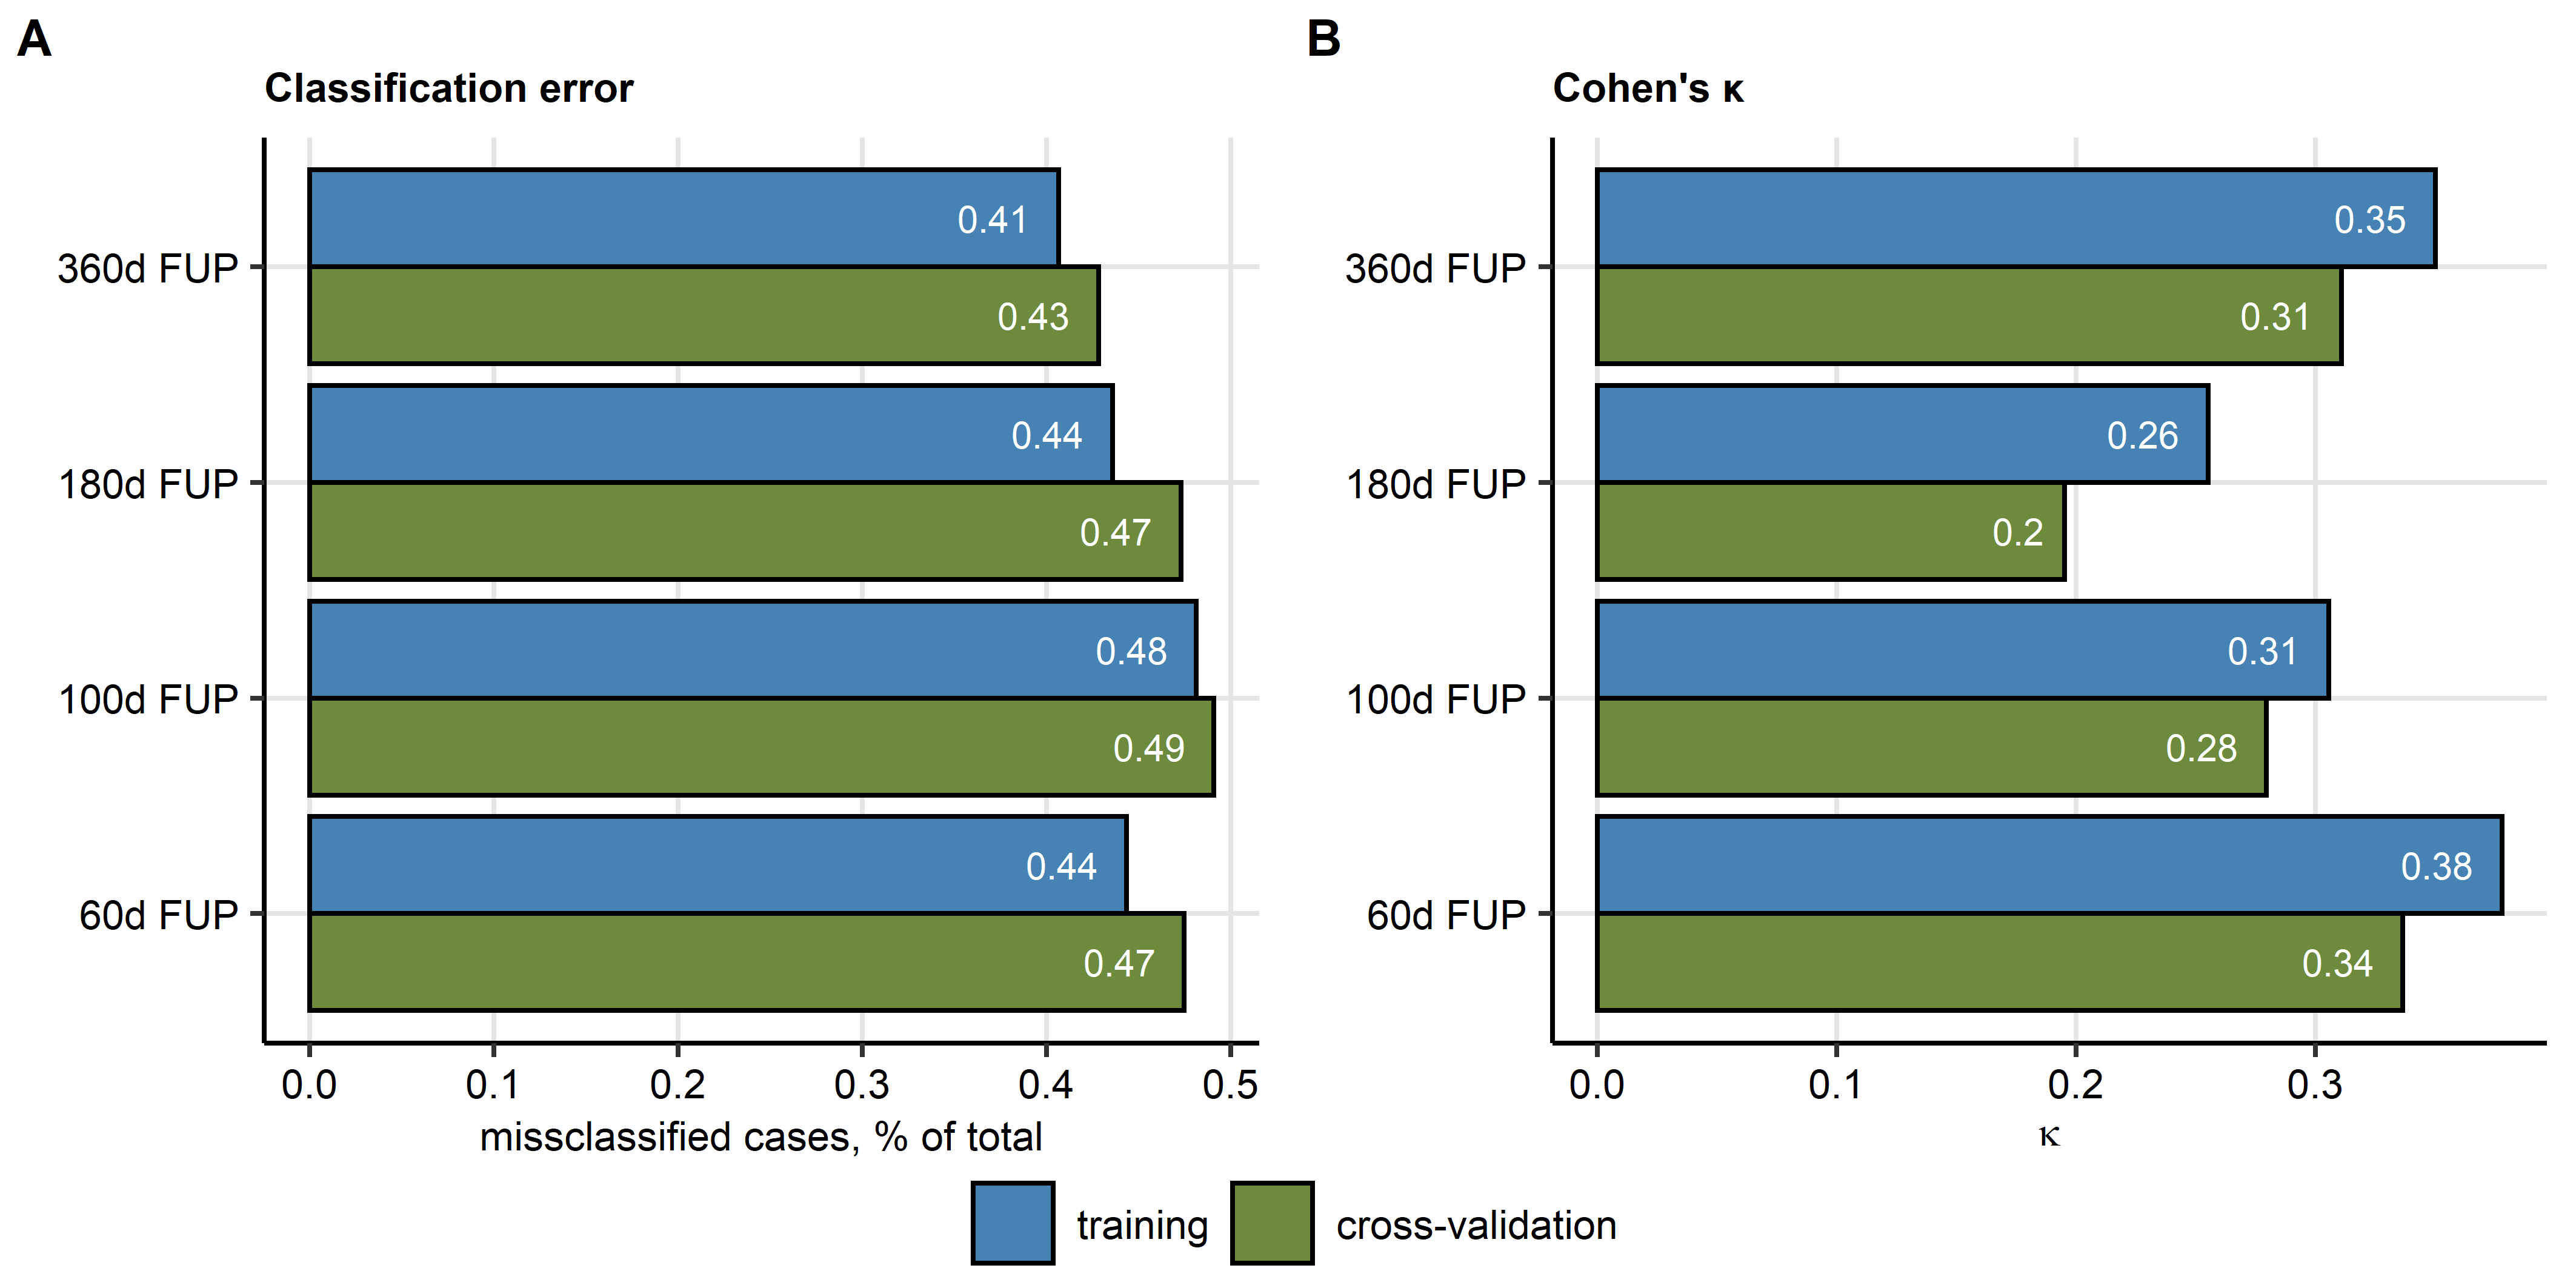 A
Classification error
360d FUP
0.41
0.43
180d FUP
0.44
0.47
100d FUP
0.48
0.49
60d FUP
0.44
0.47
0.0 0.1 0.2 0.3 0.4 0.5
missclassified cases, % of total
B
Cohen's κ
360d FUP
0.35
0.31
180d FUP
0.26
0.2
100d FUP
0.31
0.28
60d FUP
0.38
0.34
0.0 0.1 0.2 0.3
κ
training cross-validation